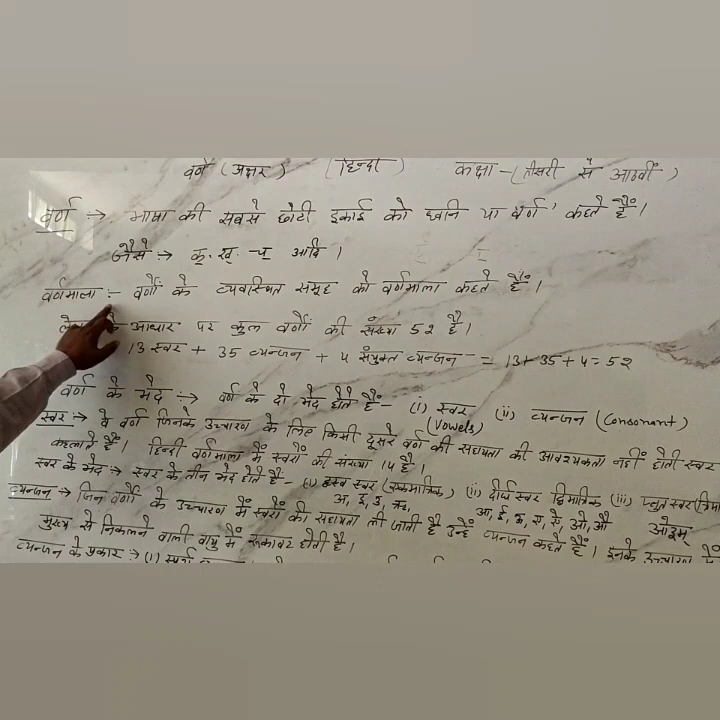 वर्ण (अक्षर) (हिन्दी) कक्षा - (तीसरी से आठवीं)
वर्ण → भाषा की सबसे छोटी इकाई को ध्वनि या वर्ण कहते हैं।
जैसे → क्, ख्, च् आदि।
वर्णमाला :- वर्णों के व्यवस्थित समूह को वर्णमाला कहते हैं।
आधार पर कुल वर्णों की संख्या 52 है।
13 स्वर + 35 व्यन्जन + 4 संयुक्त व्यन्जन = 13+35+4=52
वर्ण के भेद :→ वर्ण के दो भेद होते हैं- (i) स्वर (Vowels) (ii) व्यन्जन (Consonant)
स्वर :→ वे वर्ण जिनके उच्चारण के लिए किसी दूसरे वर्ण की सहायता की आवश्यकता नहीं होती स्वर
कहलाते हैं। हिन्दी वर्णमाला में स्वरों की संख्या 14 है।
स्वर के भेद :→ स्वर के तीन भेद होते हैं- (i) ह्रस्व स्वर (एकमात्रिक) (ii) दीर्घ स्वर द्विमात्रिक (iii) प्लुत स्वर
अ, इ, उ, ऋ, आ, ई, ऊ, ए, ऐ, ओ, औ ओ३म्
व्यन्जन → जिन वर्णों के उच्चारण में स्वरों की सहायता ली जाती है उन्हें व्यन्जन कहते हैं। इनके उच्चारण में
मुख से निकलने वाली वायु में रूकावट होती है।
व्यन्जन के प्रकार :→ (i) स्पर्श